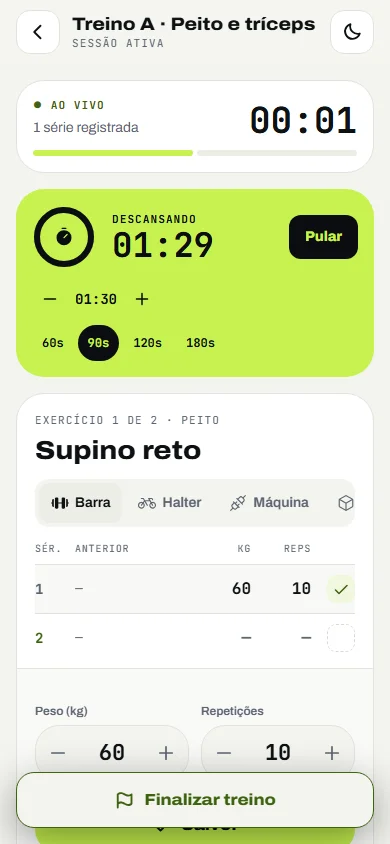 Treino A · Peito e tríceps
SESSÃO ATIVA
AO VIVO
1 série registrada
00:01
DESCANSANDO
01:29
Pular
01:30
60s 90s 120s 180s
EXERCÍCIO 1 DE 2 · PEITO
Supino reto
Barra Halter Máquina
SÉR. ANTERIOR KG REPS
1 — 60 10
2 — — —
Peso (kg) Repetições
— 60 + — 10 +
Finalizar treino